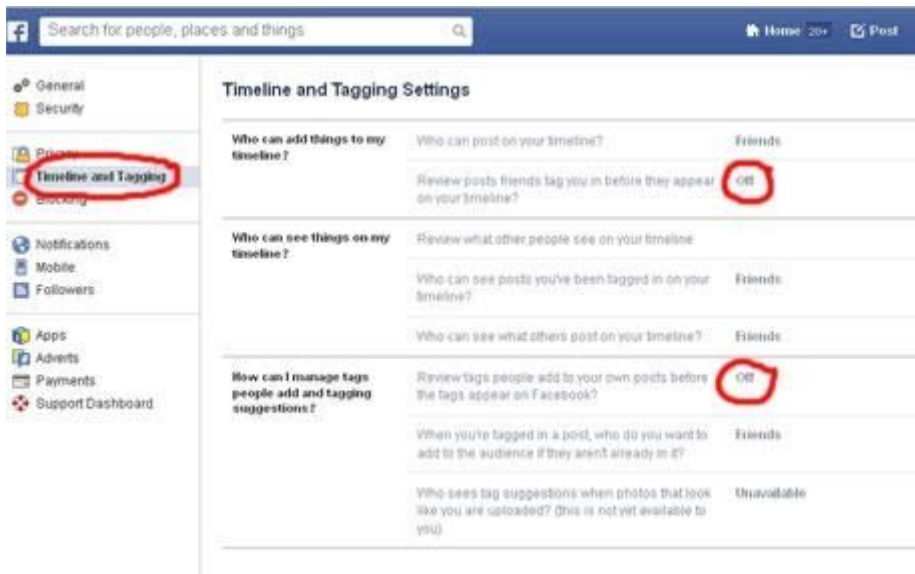 f
Search for people, places and things
Home 20+
Post
General
Security
Privacy
Timeline and Tagging
Blocking
Notifications
Mobile
Followers
Apps
Adverts
Payments
Support Dashboard
Timeline and Tagging Settings
Who can add things to my
timeline?
Who can post on your timeline?
Friends
Review posts friends tag you in before they appear
on your timeline?
Off
Who can see things on my
timeline?
Review what other people see on your timeline
Who can see posts you've been tagged in on your
timeline?
Friends
Who can see what others post on your timeline?
Friends
How can I manage tags
people add and tagging
suggestions?
Review tags people add to your own posts before
the tags appear on Facebook?
Off
When you're tagged in a post, who do you want to
add to the audience if they aren't already in it?
Friends
Who sees tag suggestions when photos that look
like you are uploaded? (this is not yet available to
you)
Unavailable